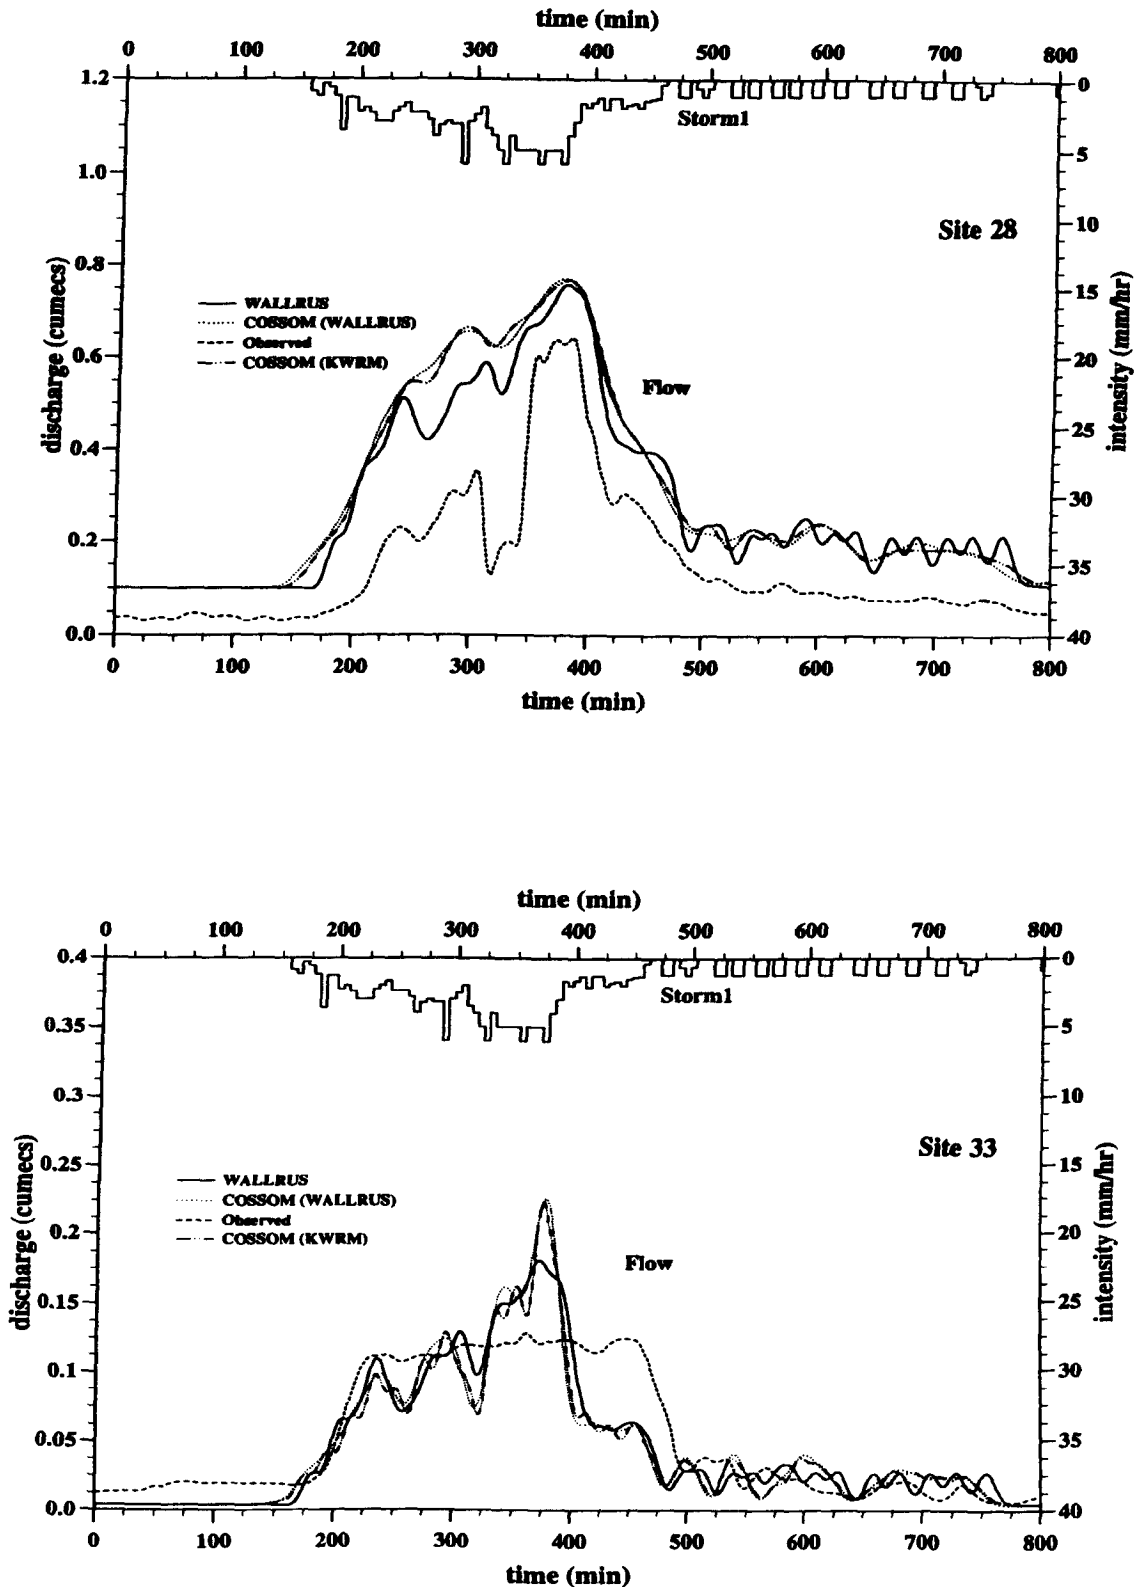 time (min)
0 100 200 300 400 500 600 700 800
1.2 0
Storm1
5
1.0
10
Site 28
0.8
15
WALLRUS
COSSOM (WALLRUS)
Observed
COSSOM (KWRM)
0.6
20
Flow
discharge (cumecs)
intensity (mm/hr)
25
0.4
30
0.2
35
0.0 40
0 100 200 300 400 500 600 700 800
time (min)
time (min)
0 100 200 300 400 500 600 700 800
0.4 0
Storm1
0.35 5
0.3 10
Site 33
0.25 15
WALLRUS
COSSOM (WALLRUS)
Observed
COSSOM (KWRM)
0.2 20
Flow
discharge (cumecs)
intensity (mm/hr)
0.15 25
0.1 30
0.05 35
0.0 40
0 100 200 300 400 500 600 700 800
time (min)